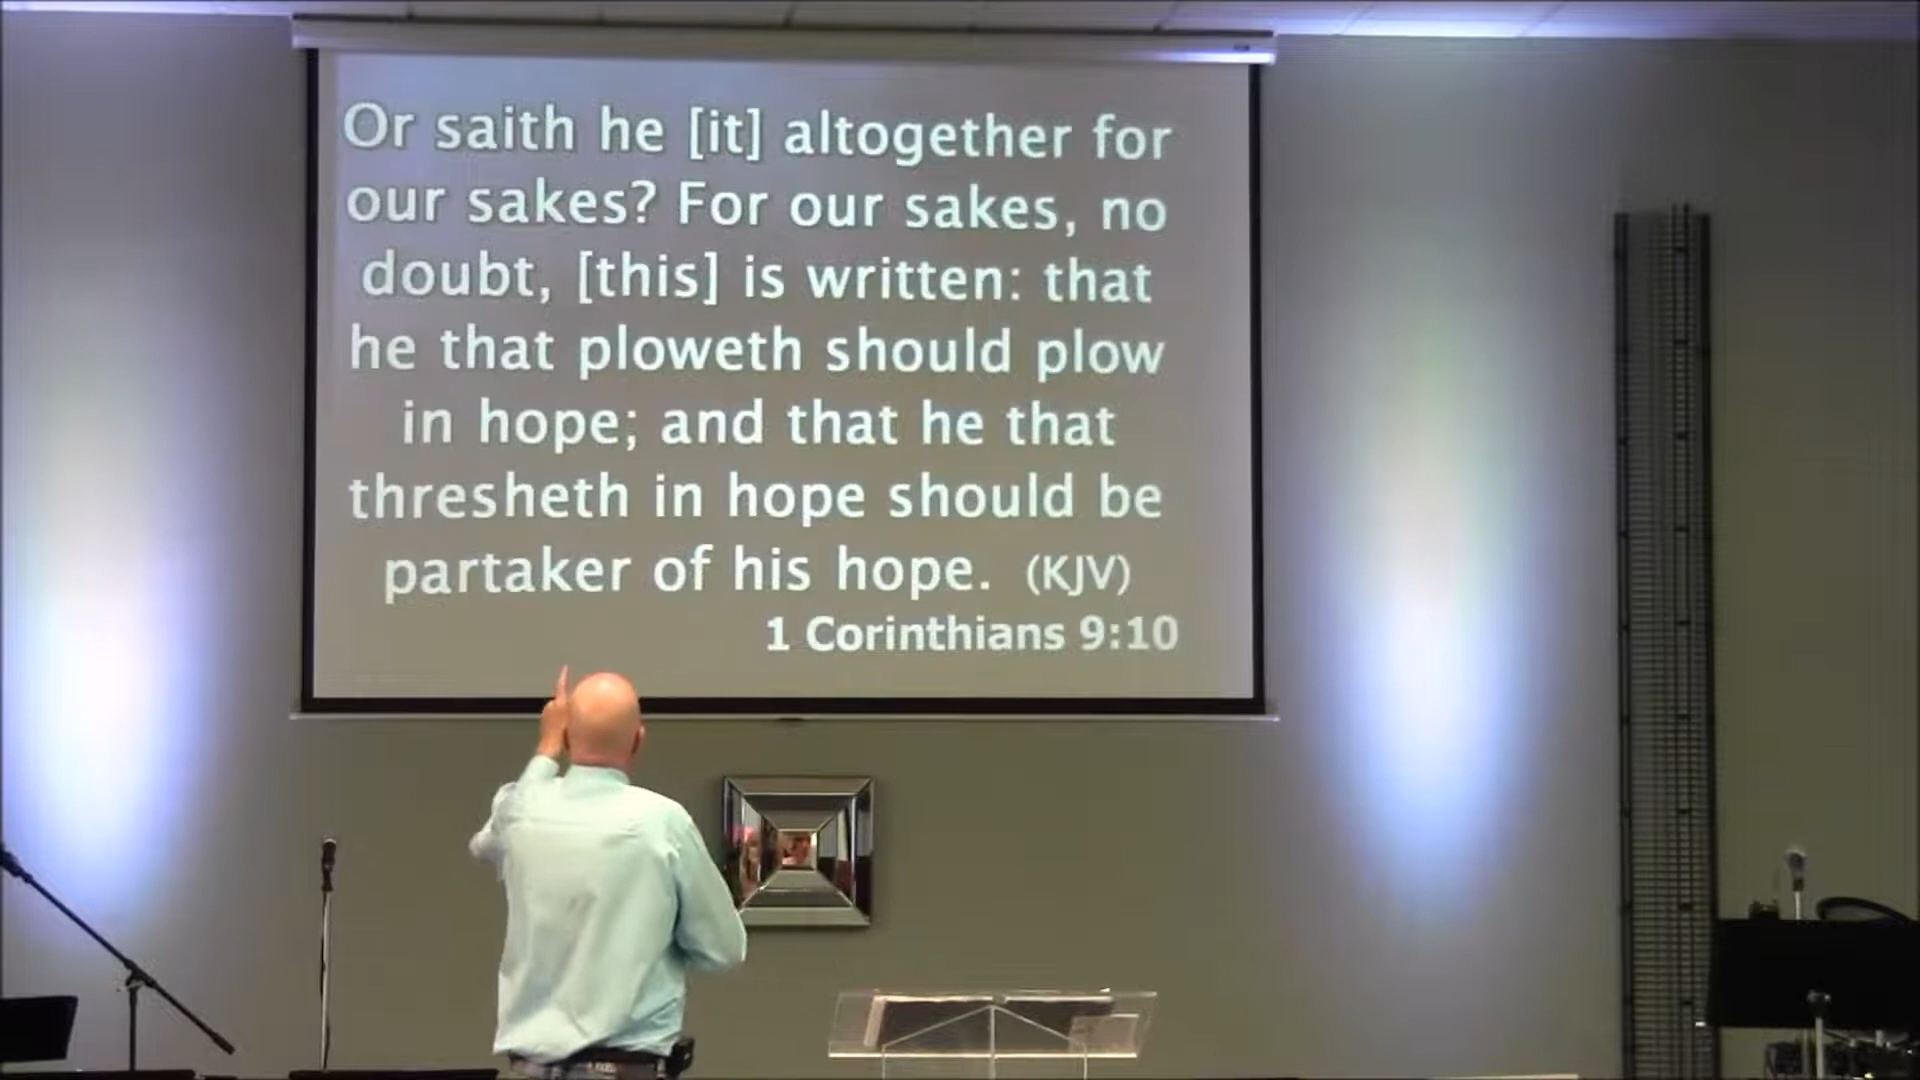 Or saith he [it] altogether for
our sakes? For our sakes, no
doubt, [this] is written: that
he that ploweth should plow
in hope; and that he that
thresheth in hope should be
partaker of his hope. (KJV)
1 Corinthians 9:10